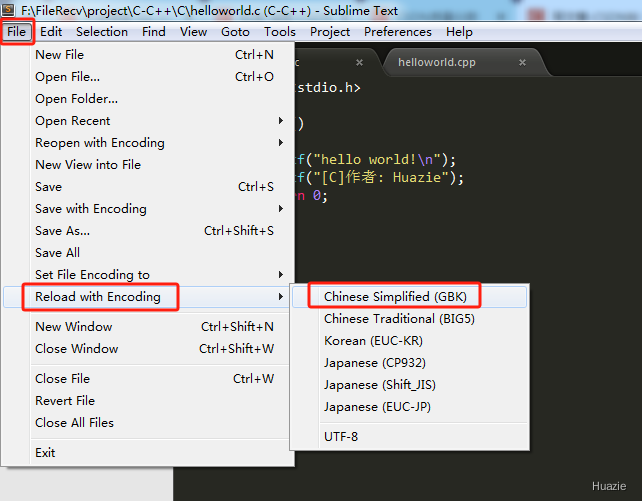 F:\FileRecv\project\C-C++\C\helloworld.c (C-C++) - Sublime Text
File Edit Selection Find View Goto Tools Project Preferences Help
New File Ctrl+N
Open File... Ctrl+O
Open Folder...
Open Recent
Reopen with Encoding
New View into File
Save Ctrl+S
Save with Encoding
Save As... Ctrl+Shift+S
Save All
Set File Encoding to
Reload with Encoding
New Window Ctrl+Shift+N
Close Window Ctrl+Shift+W
Close File Ctrl+W
Revert File
Close All Files
Exit
Chinese Simplified (GBK)
Chinese Traditional (BIG5)
Korean (EUC-KR)
Japanese (CP932)
Japanese (Shift_JIS)
Japanese (EUC-JP)
UTF-8
c × helloworld.cpp ×
stdio.h>
)
f("hello world!\n");
f("[C]作者: Huazie");
n 0;
Huazie